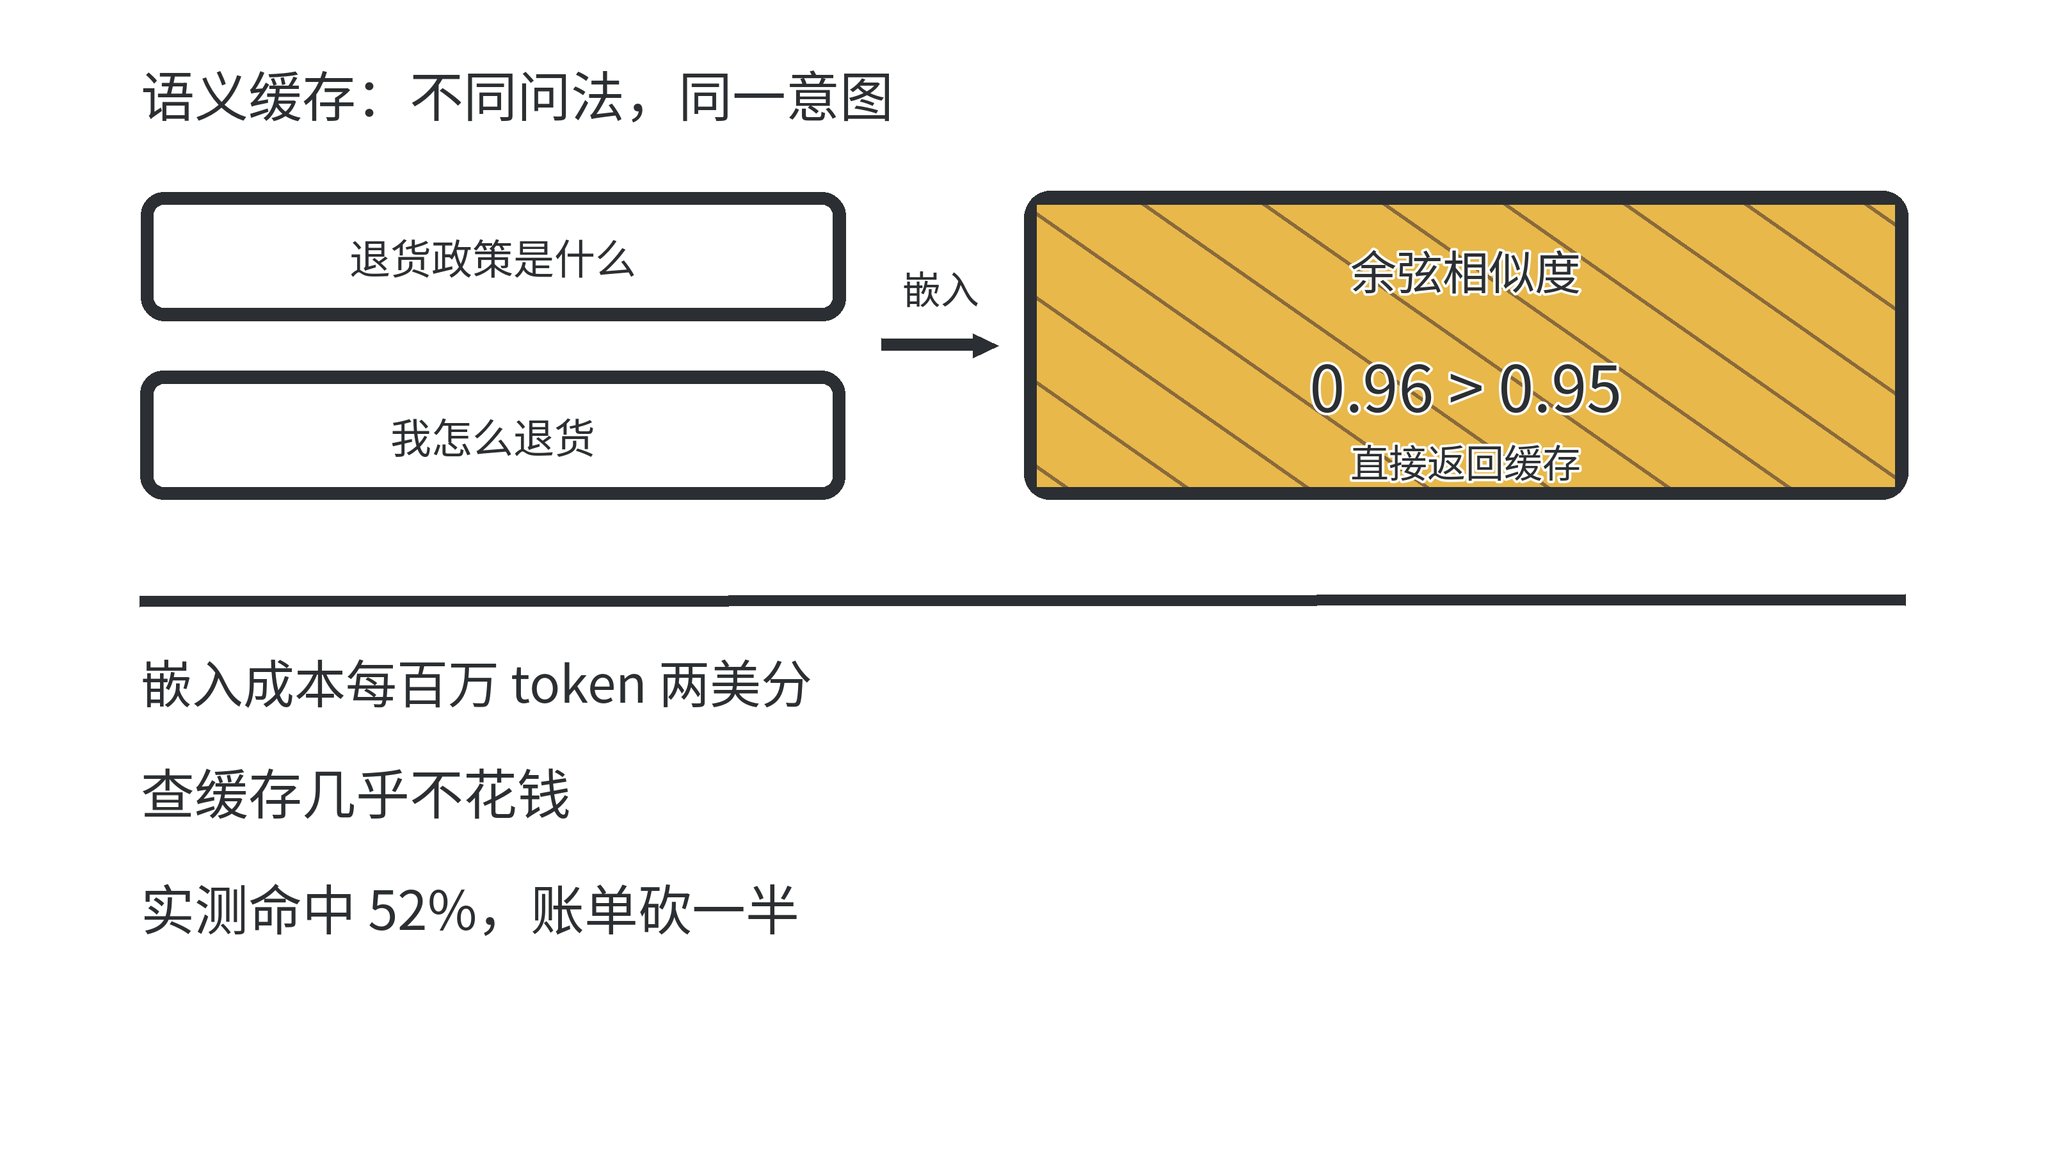 语义缓存：不同问法，同一意图
退货政策是什么
我怎么退货
嵌入
余弦相似度
0.96 > 0.95
直接返回缓存
嵌入成本每百万 token 两美分
查缓存几乎不花钱
实测命中 52%，账单砍一半